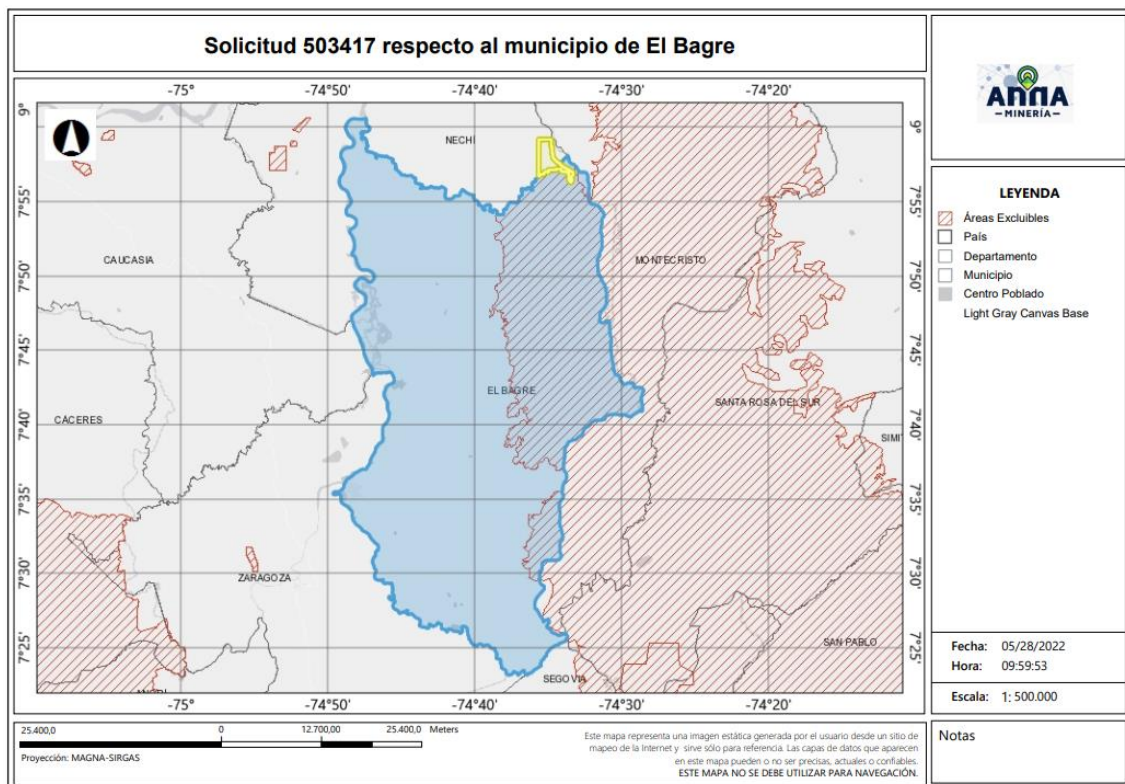 Solicitud 503417 respecto al municipio de El Bagre
ANNA
—MINERÍA—
-75° -74°50' -74°40' -74°30' -74°20'
9° 9°
NECHÍ
7°55' 7°55'
CAUCASIA MONTECRISTO
7°50' 7°50'
7°45' 7°45'
EL BAGRE SANTA ROSA DEL SUR
CÁCERES
7°40' 7°40'
SIMIT
7°35' 7°35'
7°30' 7°30'
ZARAGOZA
7°25' SAN PABLO 7°25'
SEGOVIA
-75° -74°50' -74°40' -74°30' -74°20'
LEYENDA
Áreas Excluibles
País
Departamento
Municipio
Centro Poblado
Light Gray Canvas Base
Fecha: 05/28/2022
Hora: 09:59:53
Escala: 1: 500.000
Notas
25.400,0 0 12.700,00 25.400,0 Meters
Proyección: MAGNA-SIRGAS
Este mapa representa una imagen estática generada por el usuario desde un sitio de
mapeo de la Internet y sirve sólo para referencia. Las capas de datos que aparecen
en este mapa pueden o no ser precisas, actuales o confiables.
ESTE MAPA NO SE DEBE UTILIZAR PARA NAVEGACIÓN.